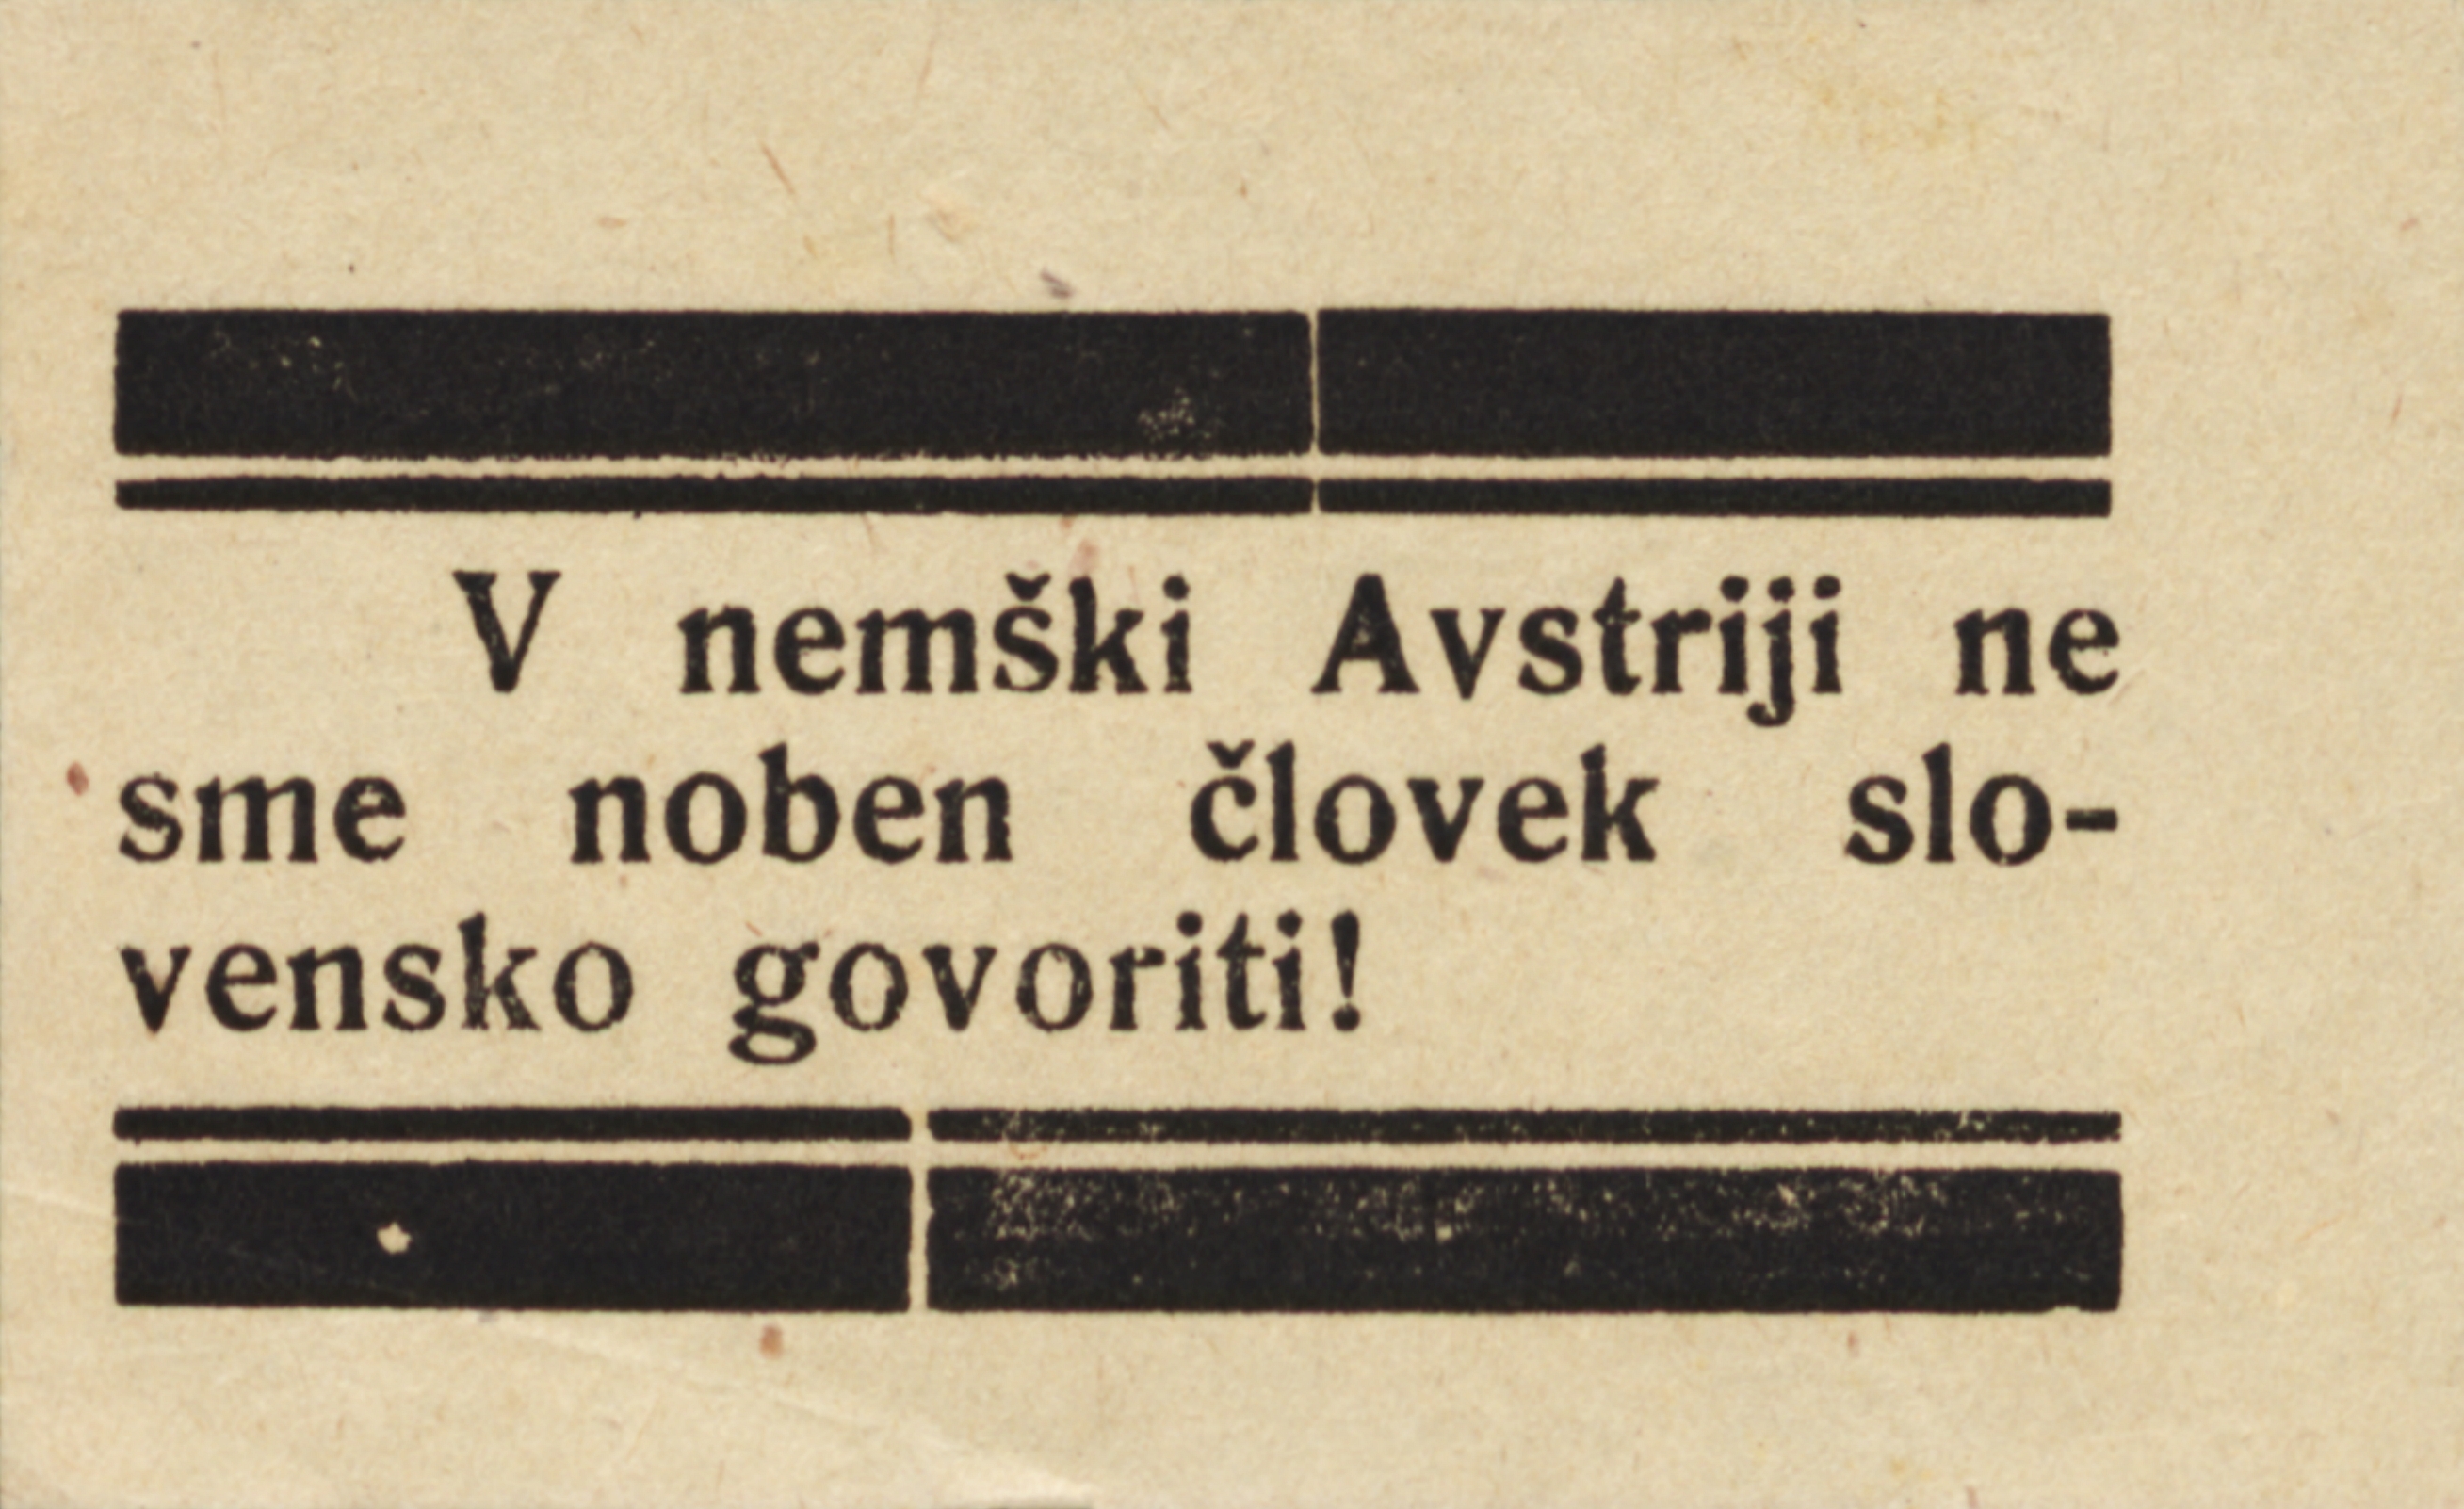 V nemški Avstriji ne
sme noben človek slo-
vensko govoriti!